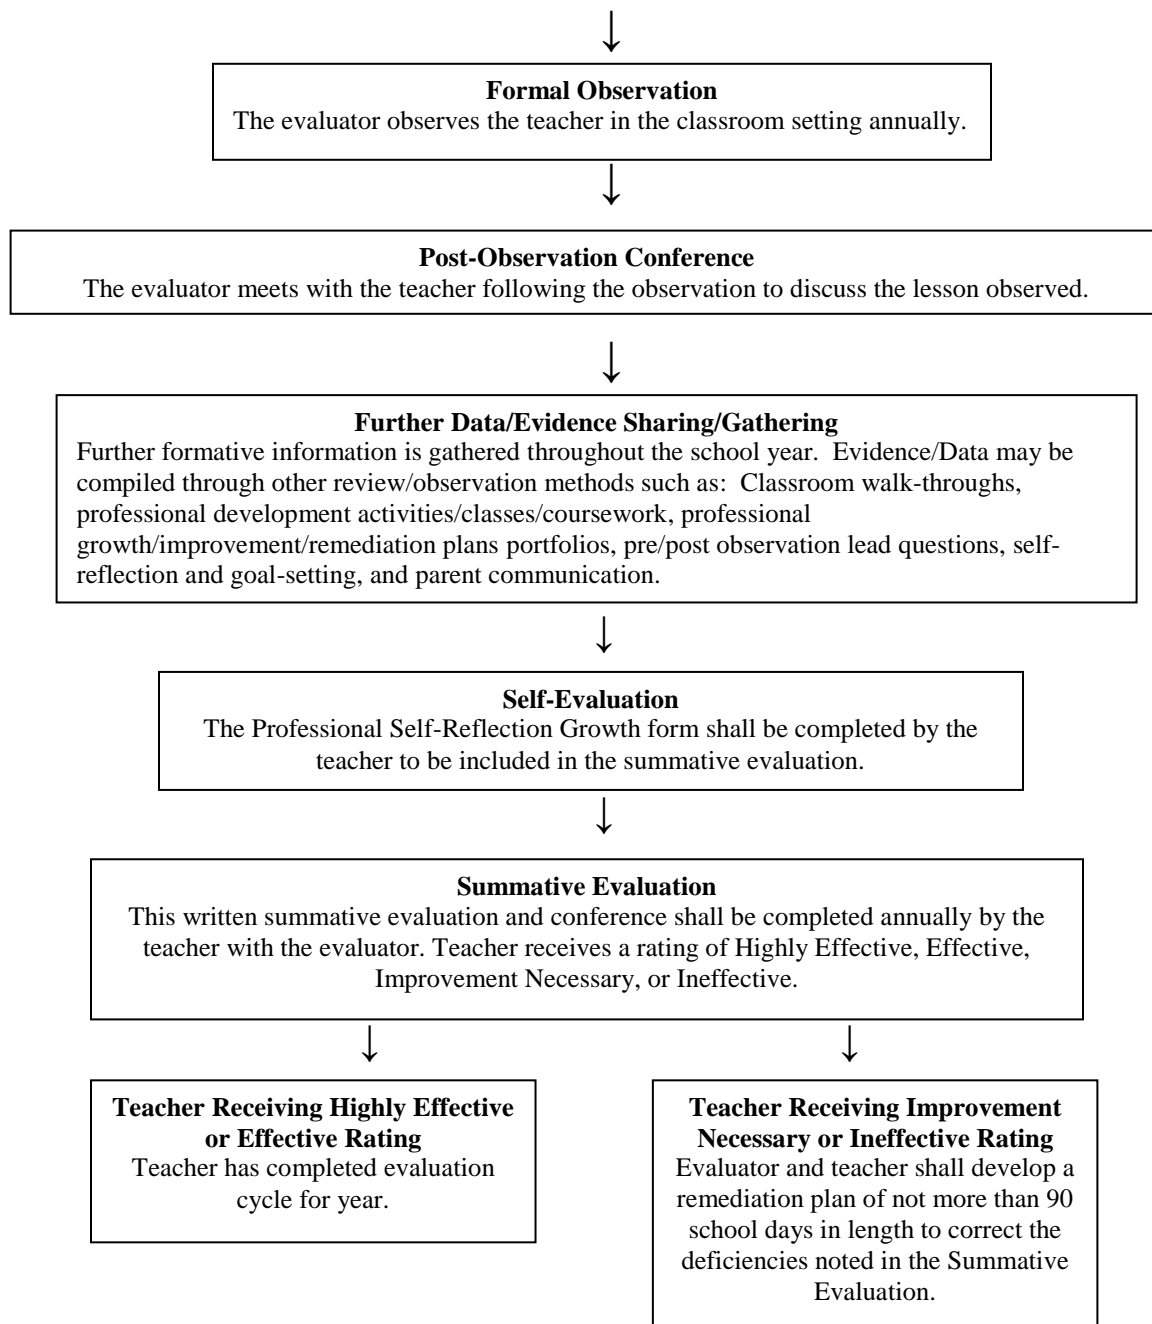 Formal Observation
The evaluator observes the teacher in the classroom setting annually.
Post-Observation Conference
The evaluator meets with the teacher following the observation to discuss the lesson observed.
Further Data/Evidence Sharing/Gathering
Further formative information is gathered throughout the school year.  Evidence/Data may be
compiled through other review/observation methods such as:  Classroom walk-throughs,
professional development activities/classes/coursework, professional
growth/improvement/remediation plans portfolios, pre/post observation lead questions, self-
reflection and goal-setting, and parent communication.
Self-Evaluation
The Professional Self-Reflection Growth form shall be completed by the
teacher to be included in the summative evaluation.
Summative Evaluation
This written summative evaluation and conference shall be completed annually by the
teacher with the evaluator. Teacher receives a rating of Highly Effective, Effective,
Improvement Necessary, or Ineffective.
Teacher Receiving Highly Effective
or Effective Rating
Teacher has completed evaluation
cycle for year.
Teacher Receiving Improvement
Necessary or Ineffective Rating
Evaluator and teacher shall develop a
remediation plan of not more than 90
school days in length to correct the
deficiencies noted in the Summative
Evaluation.